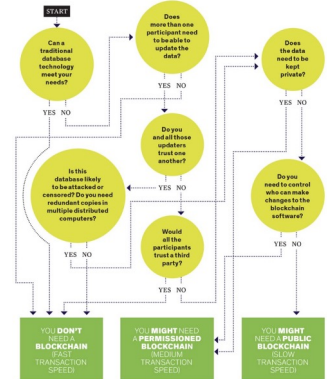 START
Can a
traditional
database
technology
meet your
needs?
YES NO
Does
more than one
participant need
to be able to
update the
data?
YES NO
Does
the data
need to be
kept
private?
YES NO
Do you
and all those
updaters
trust one
another?
YES NO
Is this
database likely
to be attacked or
censored? Do you need
redundant copies in
multiple distributed
computers?
YES NO
Do you
need to control
who can make
changes to the
blockchain
software?
YES NO
Would
all the
participants
trust a third
party?
YES NO
YOU DON'T
NEED A
BLOCKCHAIN
(FAST
TRANSACTION
SPEED)
YOU MIGHT NEED
A PERMISSIONED
BLOCKCHAIN
(MEDIUM
TRANSACTION
SPEED)
YOU MIGHT
NEED A PUBLIC
BLOCKCHAIN
(SLOW
TRANSACTION
SPEED)